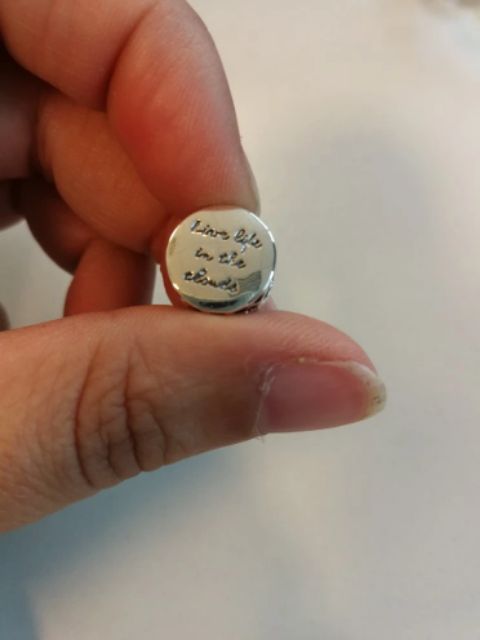 Live life
in the
clouds